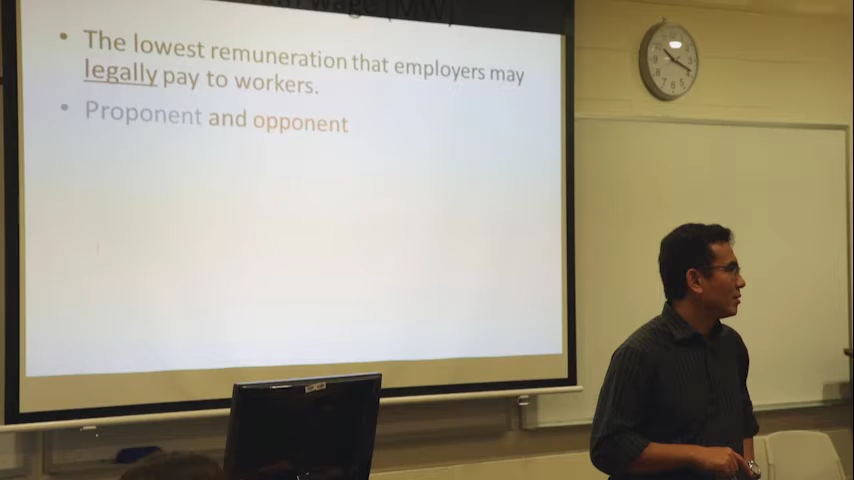 wage (MW)
• The lowest remuneration that employers may
legally pay to workers.
• Proponent and opponent